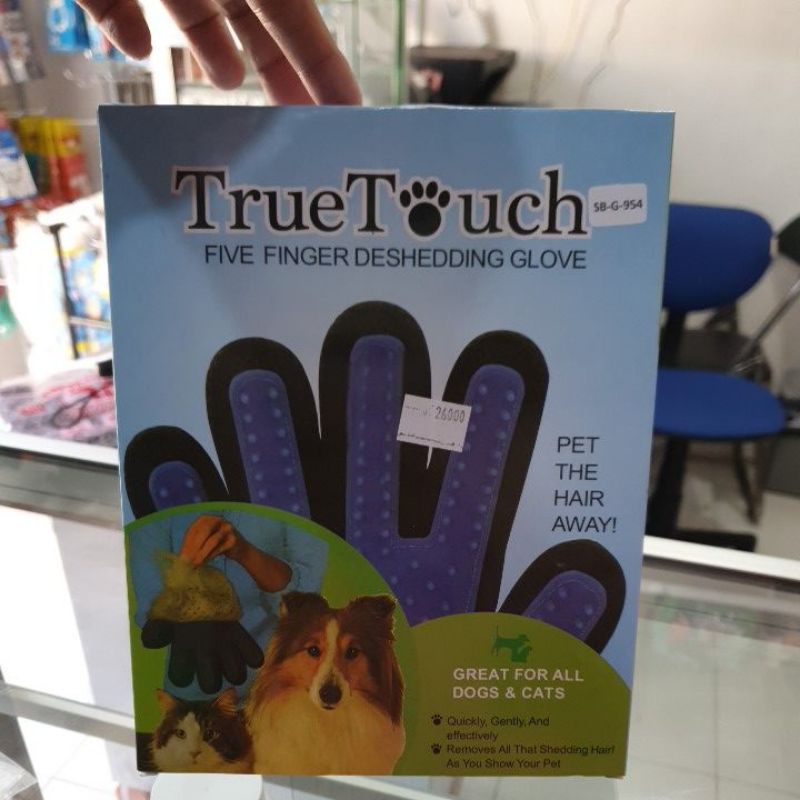 TrueTouch
SB-G-954
FIVE FINGER DESHEDDING GLOVE
26000
PET
THE
HAIR
AWAY!
GREAT FOR ALL
DOGS & CATS
Quickly, Gently, And
effectively
Removes All That Shedding Hair!
As You Show Your Pet